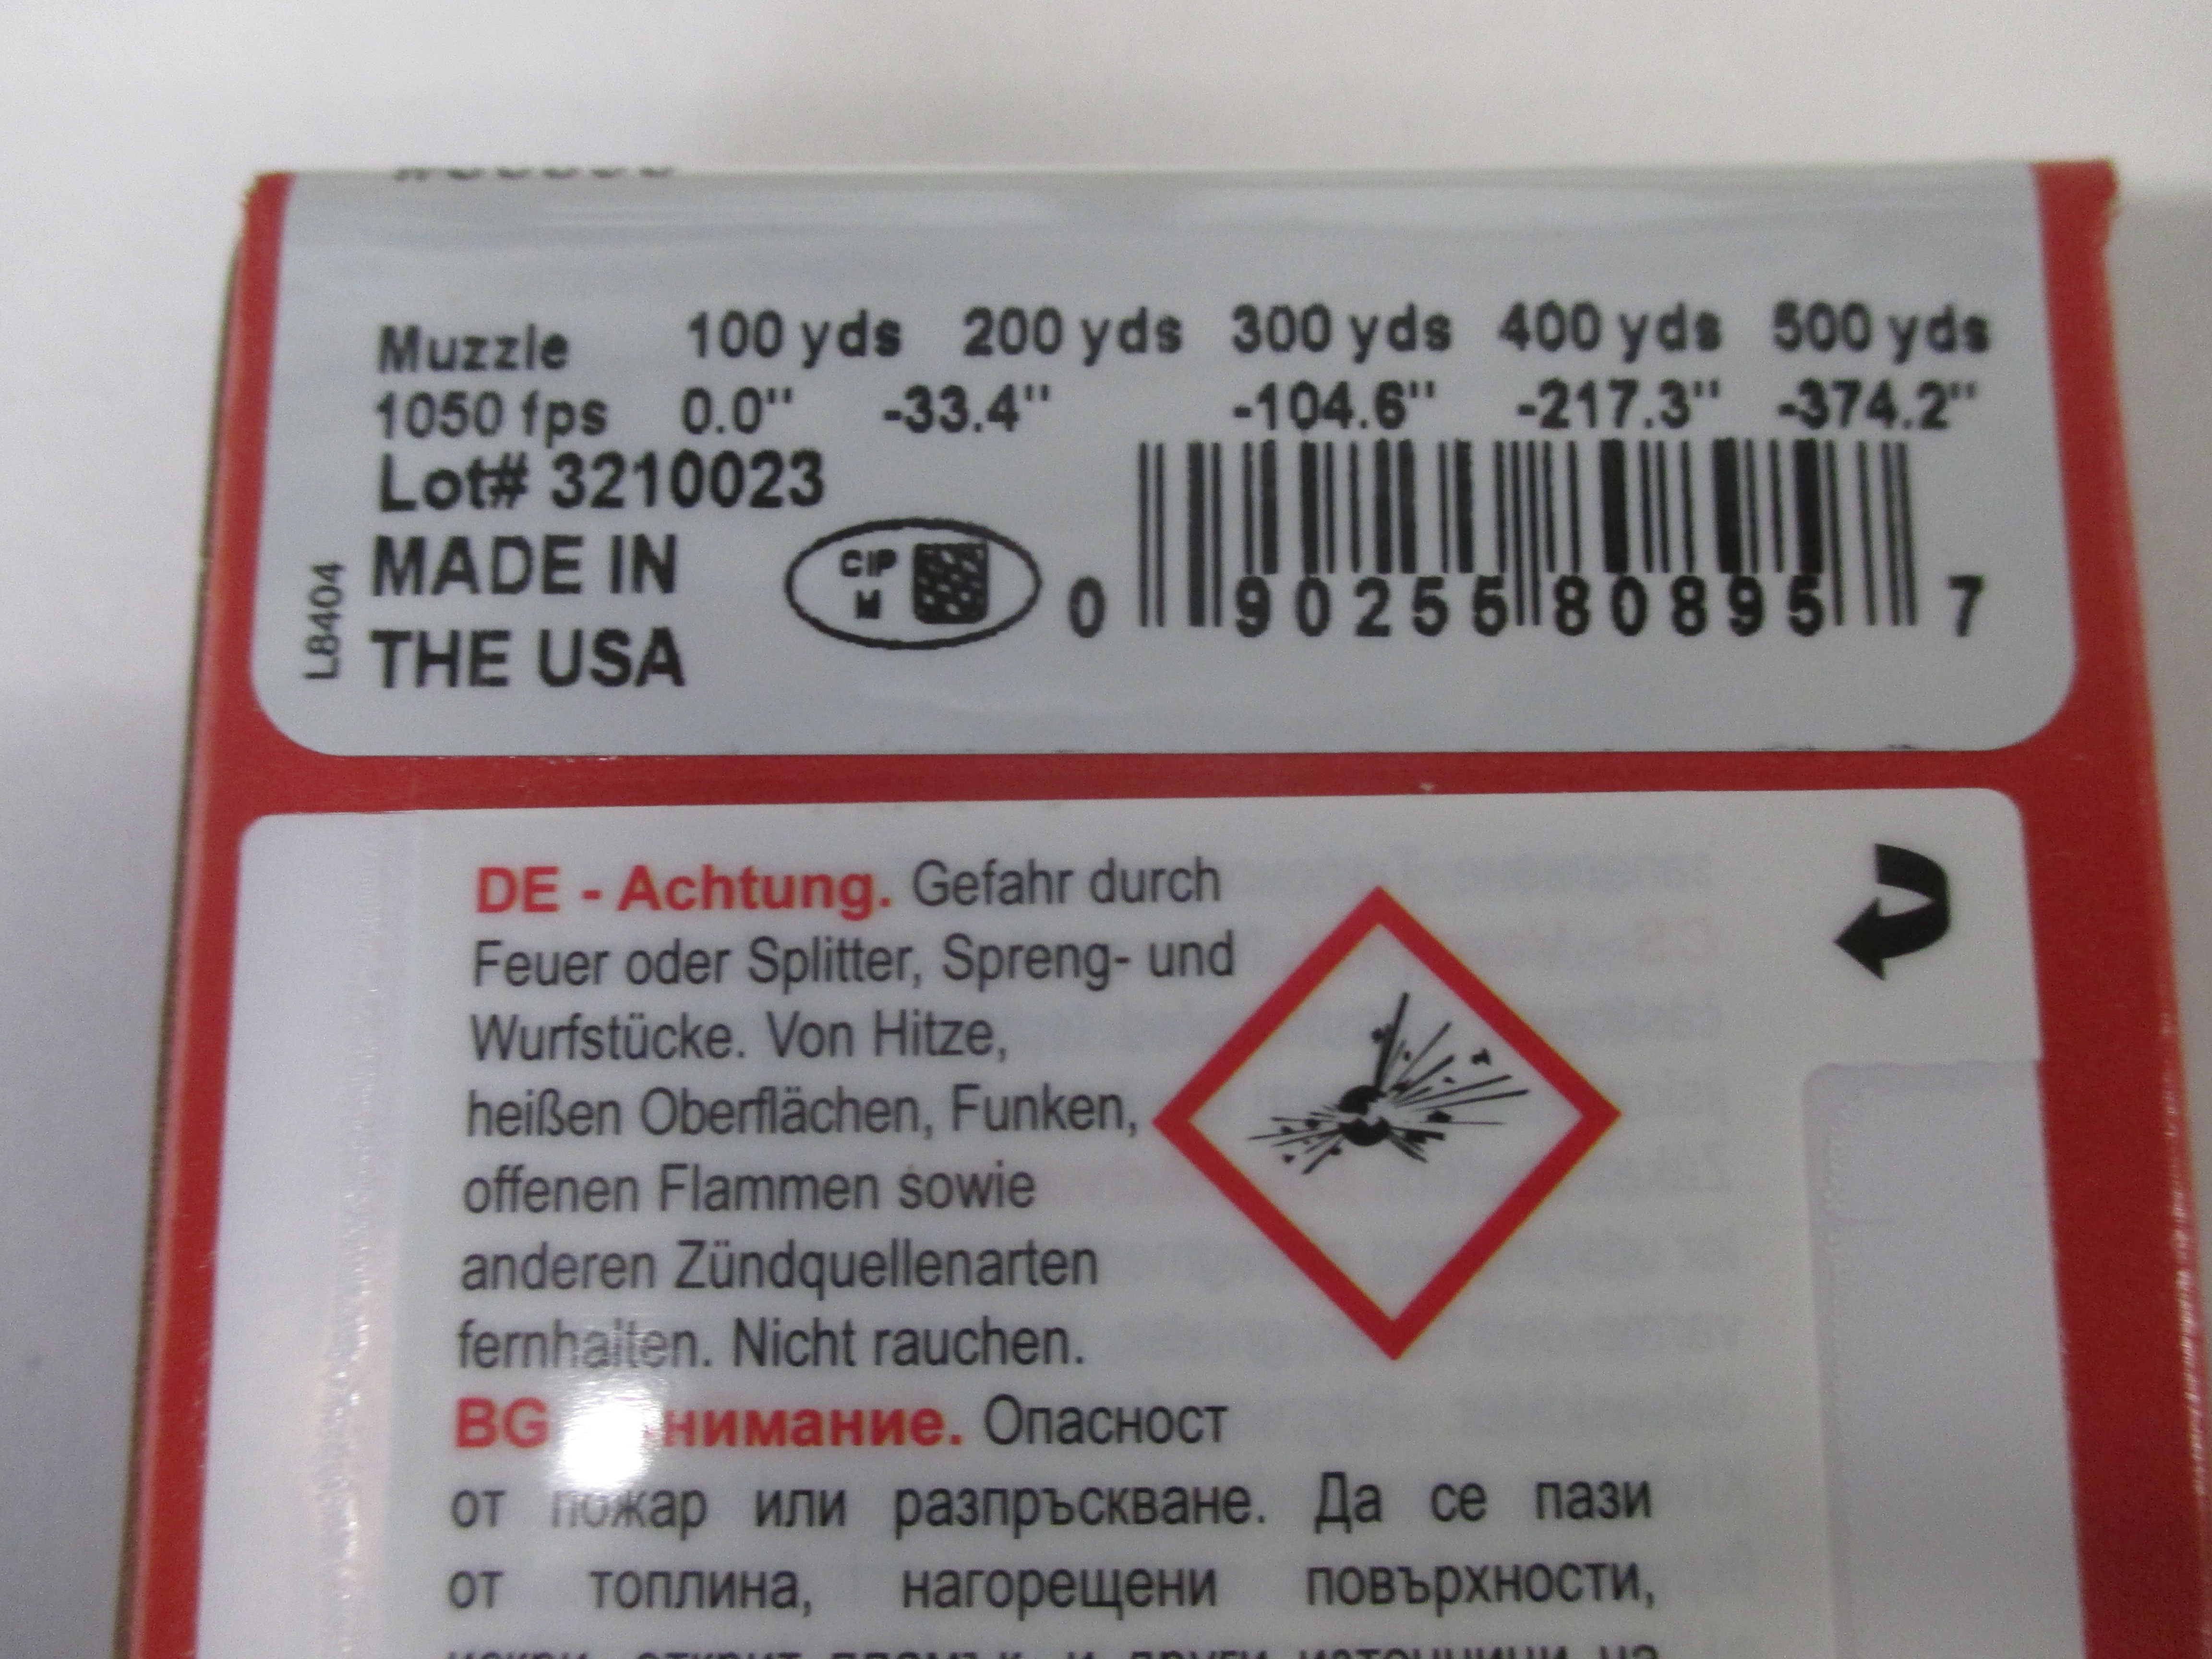 Muzzle 100 yds 200 yds 300 yds 400 yds 500 yds
1050 fps 0.0" -33.4" -104.6" -217.3" -374.2"
Lot# 3210023
MADE IN
THE USA
L8404
CIP
M
0 90255 80895 7
DE - Achtung. Gefahr durch
Feuer oder Splitter, Spreng- und
Wurfstücke. Von Hitze,
heißen Oberflächen, Funken,
offenen Flammen sowie
anderen Zündquellenarten
fernhalten. Nicht rauchen.
BG Опасност
от пожар или разпръскване. Да се пази
от топлина, нагорещени повърхности,